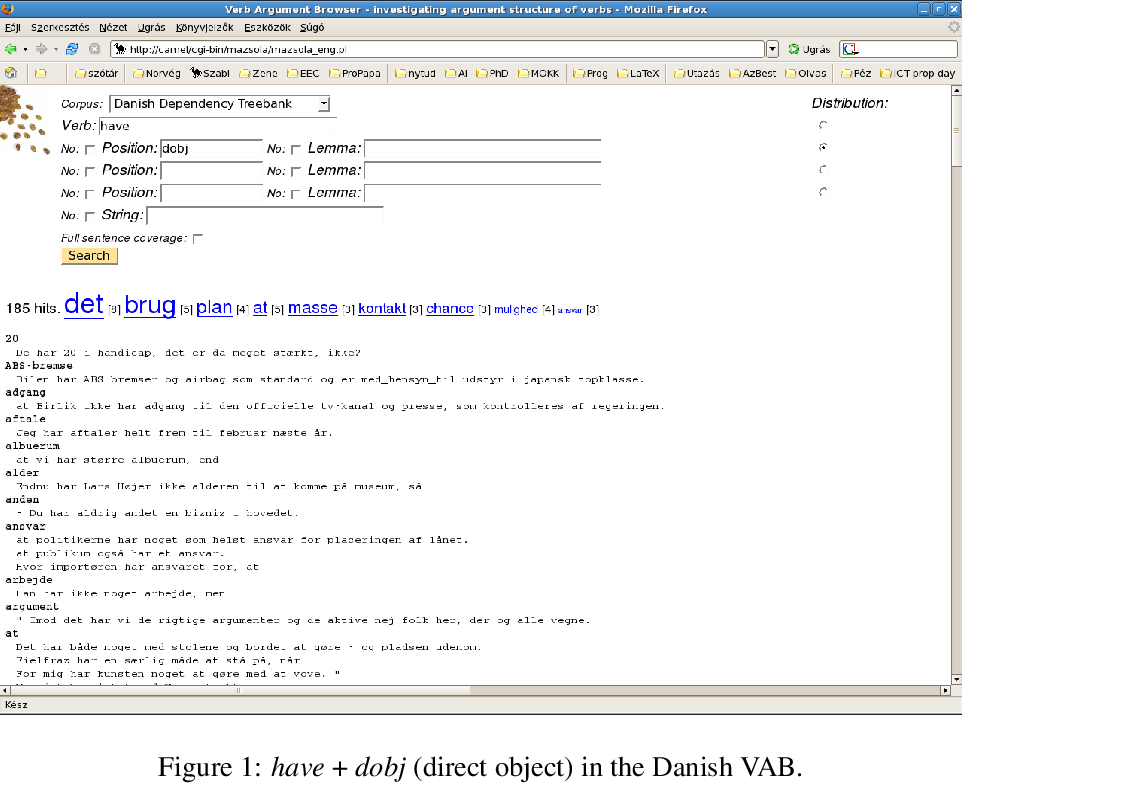 Verb Argument Browser - investigating argument structure of verbs - Mozilla Firefox
Fájl Szerkesztés Nézet Ugrás Könyvjelzők Eszközök Súgó
http://camel/cgi-bin/mazsola/mazsola_eng.pl Ugrás
szótár Norvég Szabl Zene EEC ProPapa nytud AI PhD MOKK Prog LaTeX Utazás AzBest Olvas Péz ICT prop day
Corpus: Danish Dependency Treebank Distribution:
Verb: have
No: Position: dobj No: Lemma:
No: Position: No: Lemma:
No: Position: No: Lemma:
No: String:
Full sentence coverage:
Search
185 hits. det [8] brug [5] plan [4] at [5] masse [3] kontakt [3] chance [3] mulighed [4] ansvar [3]
20
De har 20 i handicap, det er da meget stærkt, ikke?
ABS-bremse
Biler har ABS bremser og airbag som standard og er med_hensyn_til udstyr i japansk topklasse.
adgang
at Birlik ikke har adgang til den officielle tv-kanal og presse, som kontrolleres af regeringen.
aftale
Jeg har aftaler helt frem til februar næste år.
albuerum
at vi har større albuerum, end
alder
Endnu har Lars Højer ikke alderen til at komme på museum, så
anden
- Du har aldrig andet en bizniz i hovedet.
ansvar
at politikerne har noget som helst ansvar for placeringen af lånet.
at publikum også har et ansvar.
Hvor importøren har ansvaret for, at
arbejde
Han har ikke noget arbejde, men
argument
" Imod det har vi de rigtige argumenter og de aktive nej folk her, der og alle vegne.
at
Det har både noget med stolene og bordet at gøre - og pladsen udenom.
Fjelfraz har en særlig måde at stå på, når
For mig har kunsten noget at gøre med at vove. "
Kész
Figure 1: have + dobj (direct object) in the Danish VAB.